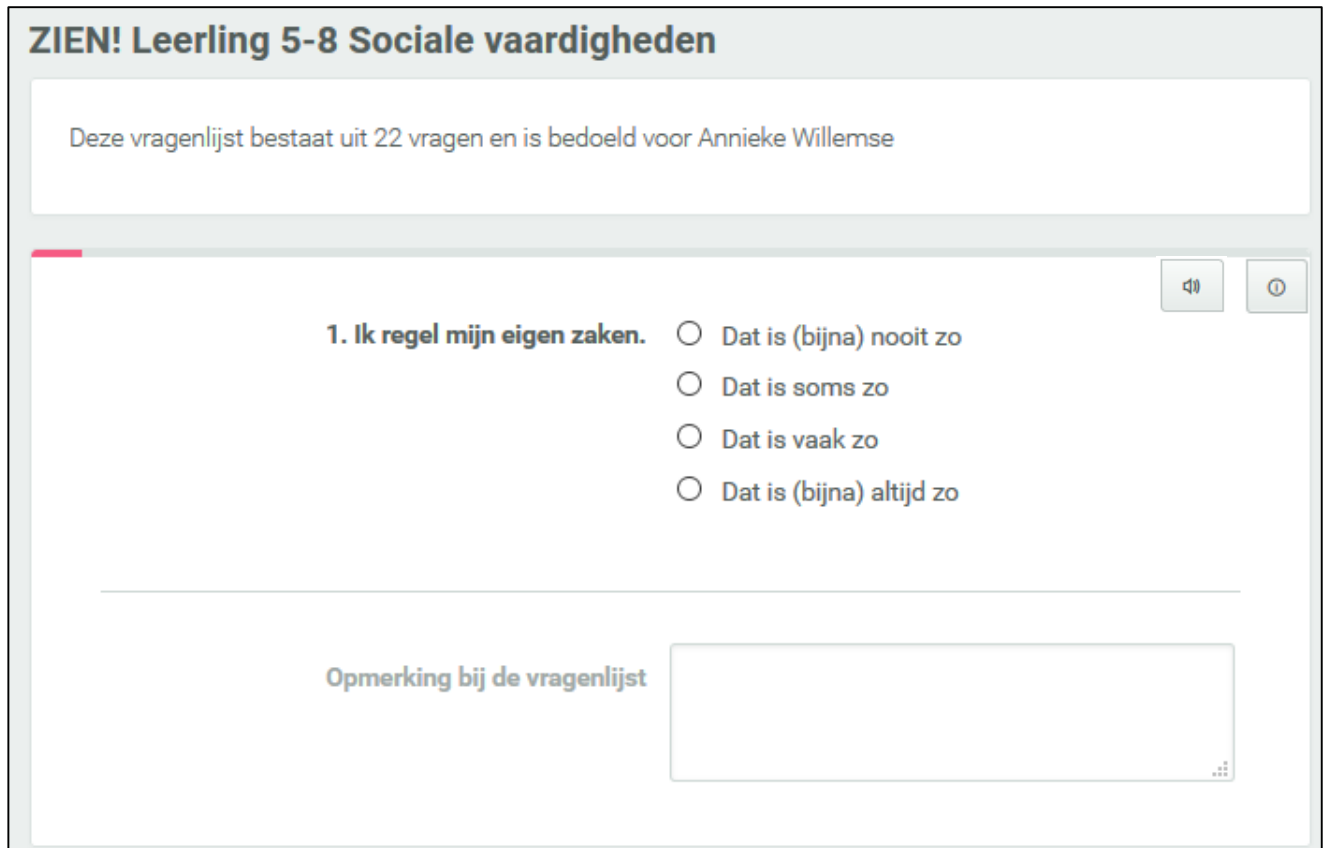 ZIEN! Leerling 5-8 Sociale vaardigheden
Deze vragenlijst bestaat uit 22 vragen en is bedoeld voor Annieke Willemse
1. Ik regel mijn eigen zaken.
Dat is (bijna) nooit zo
Dat is soms zo
Dat is vaak zo
Dat is (bijna) altijd zo
Opmerking bij de vragenlijst